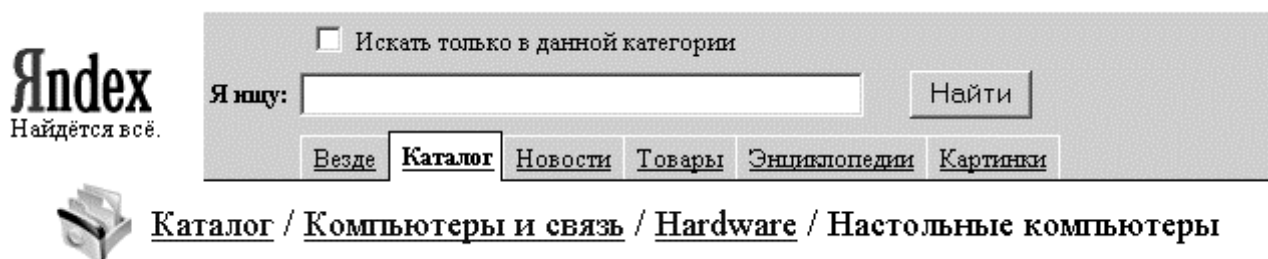 Искать только в данной категории
Яndex
Я ищу: Найти
Найдётся всё.
Везде Каталог Новости Товары Энциклопедии Картинки
Каталог / Компьютеры и связь / Hardware / Настольные компьютеры